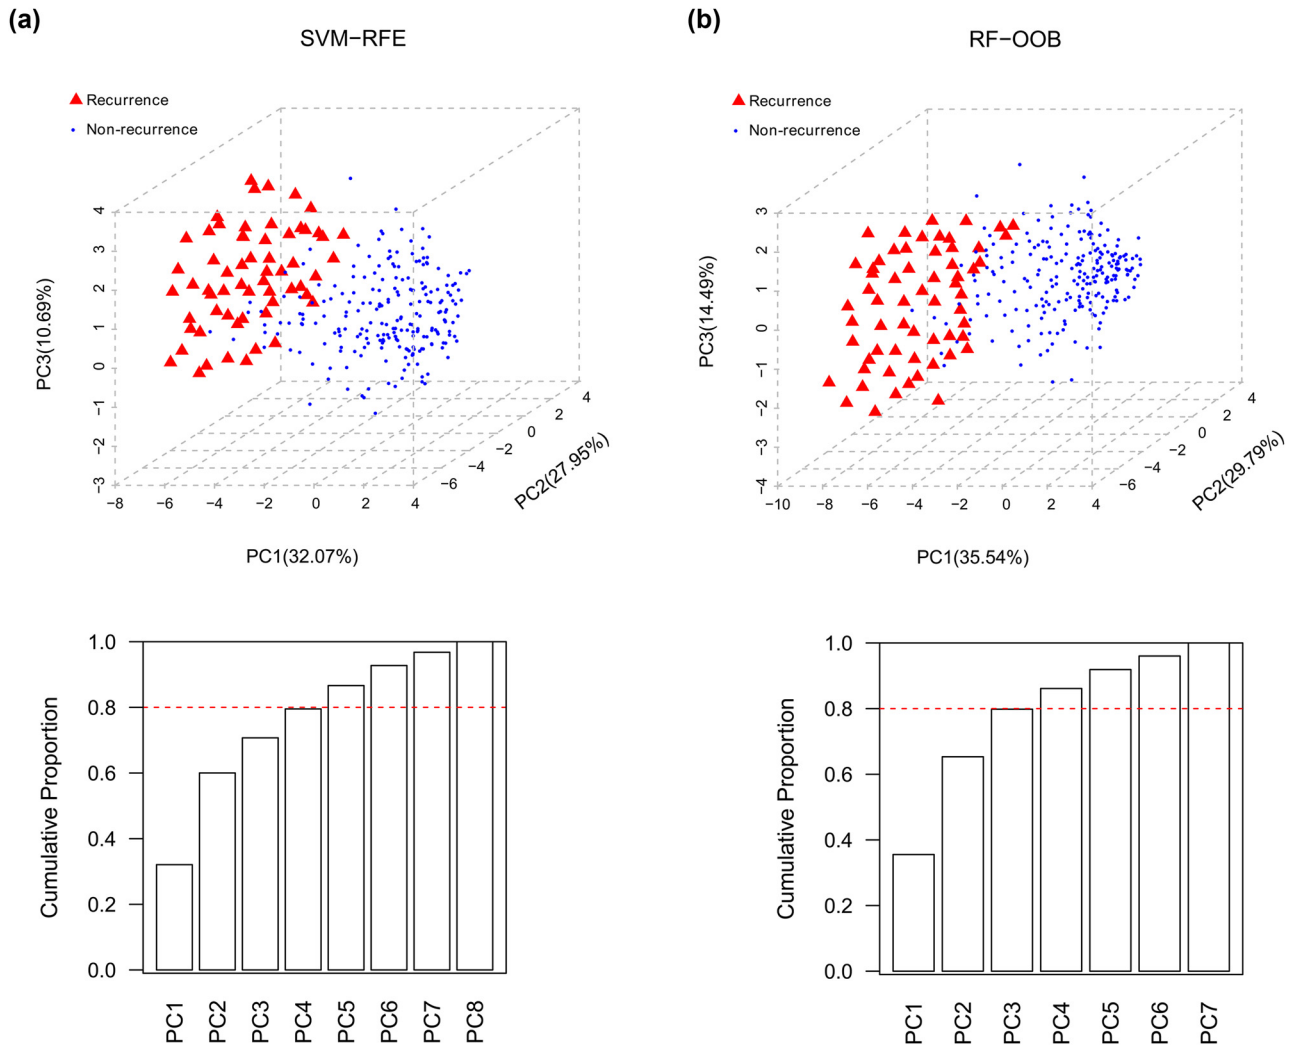 (a)
SVM−RFE
Recurrence
Non-recurrence
4
3
2
1
0
−1
−2
−3
PC3(10.69%)
−8 −6 −4 −2 0 2 4
PC1(32.07%)
−6
−4
−2
0
2
4
PC2(27.95%)
(b)
RF−OOB
Recurrence
Non-recurrence
3
2
1
0
−1
−2
−3
−4
PC3(14.49%)
−10 −8 −6 −4 −2 0 2 4
PC1(35.54%)
−6
−4
−2
0
2
4
PC2(29.79%)
1.0
0.8
0.6
0.4
0.2
0.0
Cumulative Proportion
PC1 PC2 PC3 PC4 PC5 PC6 PC7 PC8
1.0
0.8
0.6
0.4
0.2
0.0
Cumulative Proportion
PC1 PC2 PC3 PC4 PC5 PC6 PC7